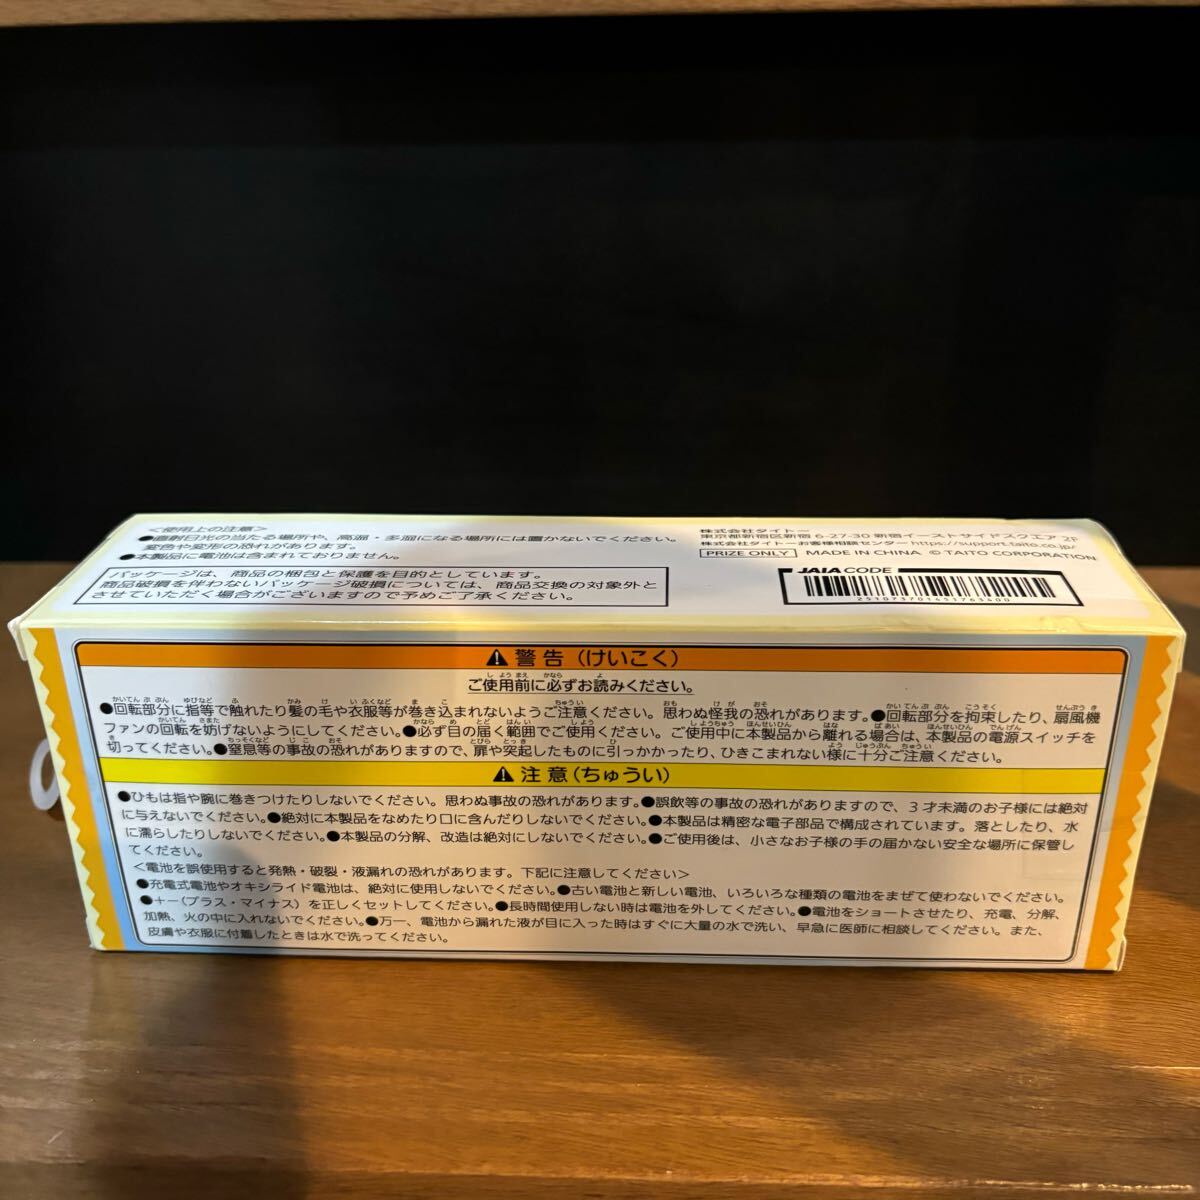 <使用上の注意>
●直射日光の当たる場所や、高温・多湿になる場所には置かないでください。
変色や変形の恐れがあります。
●本製品に電池は含まれておりません。
パッケージは、商品の梱包と保護を目的としています。
商品破損を伴わないパッケージ破損については、商品交換の対象外と
させていただく場合がございますので予めご了承ください。
株式会社タイトー
東京都新宿区新宿 6-27-30 新宿イーストサイドスクエア 2F
株式会社タイトーお客様相談センター https://support.taito.co.jp/
PRIZE ONLY MADE IN CHINA © TAITO CORPORATION
JAIA CODE
251073701451763400
⚠ 警告(けいこく)
ご使用前に必ずお読みください。
●回転部分に指等で触れたり髪の毛や衣服等が巻き込まれないようご注意ください。思わぬ怪我の恐れがあります。●回転部分を拘束したり、扇風機
ファンの回転を妨げないようにしてください。●必ず目の届く範囲でご使用ください。ご使用中に本製品から離れる場合は、本製品の電源スイッチを
切ってください。●窒息等の事故の恐れがありますので、扉や突起したものに引っかかったり、ひきこまれない様に十分ご注意ください。
⚠ 注意(ちゅうい)
●ひもは指や腕に巻きつけたりしないでください。思わぬ事故の恐れがあります。●誤飲等の事故の恐れがありますので、3才未満のお子様には絶対
に与えないでください。●絶対に本製品をなめたり口に含んだりしないでください。●本製品は精密な電子部品で構成されています。落としたり、水
に濡らしたりしないでください。●本製品の分解、改造は絶対にしないでください。●ご使用後は、小さなお子様の手の届かない安全な場所に保管し
てください。
<電池を誤使用すると発熱・破裂・液漏れの恐れがあります。下記に注意してください>
●充電式電池やオキシライド電池は、絶対に使用しないでください。●古い電池と新しい電池、いろいろな種類の電池をまぜて使わないでください。
●+−(プラス・マイナス)を正しくセットしてください。●長時間使用しない時は電池を外してください。●電池をショートさせたり、充電、分解、
加熱、火の中に入れないでください。●万一、電池から漏れた液が目に入った時はすぐに大量の水で洗い、早急に医師に相談してください。また、
皮膚や衣服に付着したときは水で洗ってください。